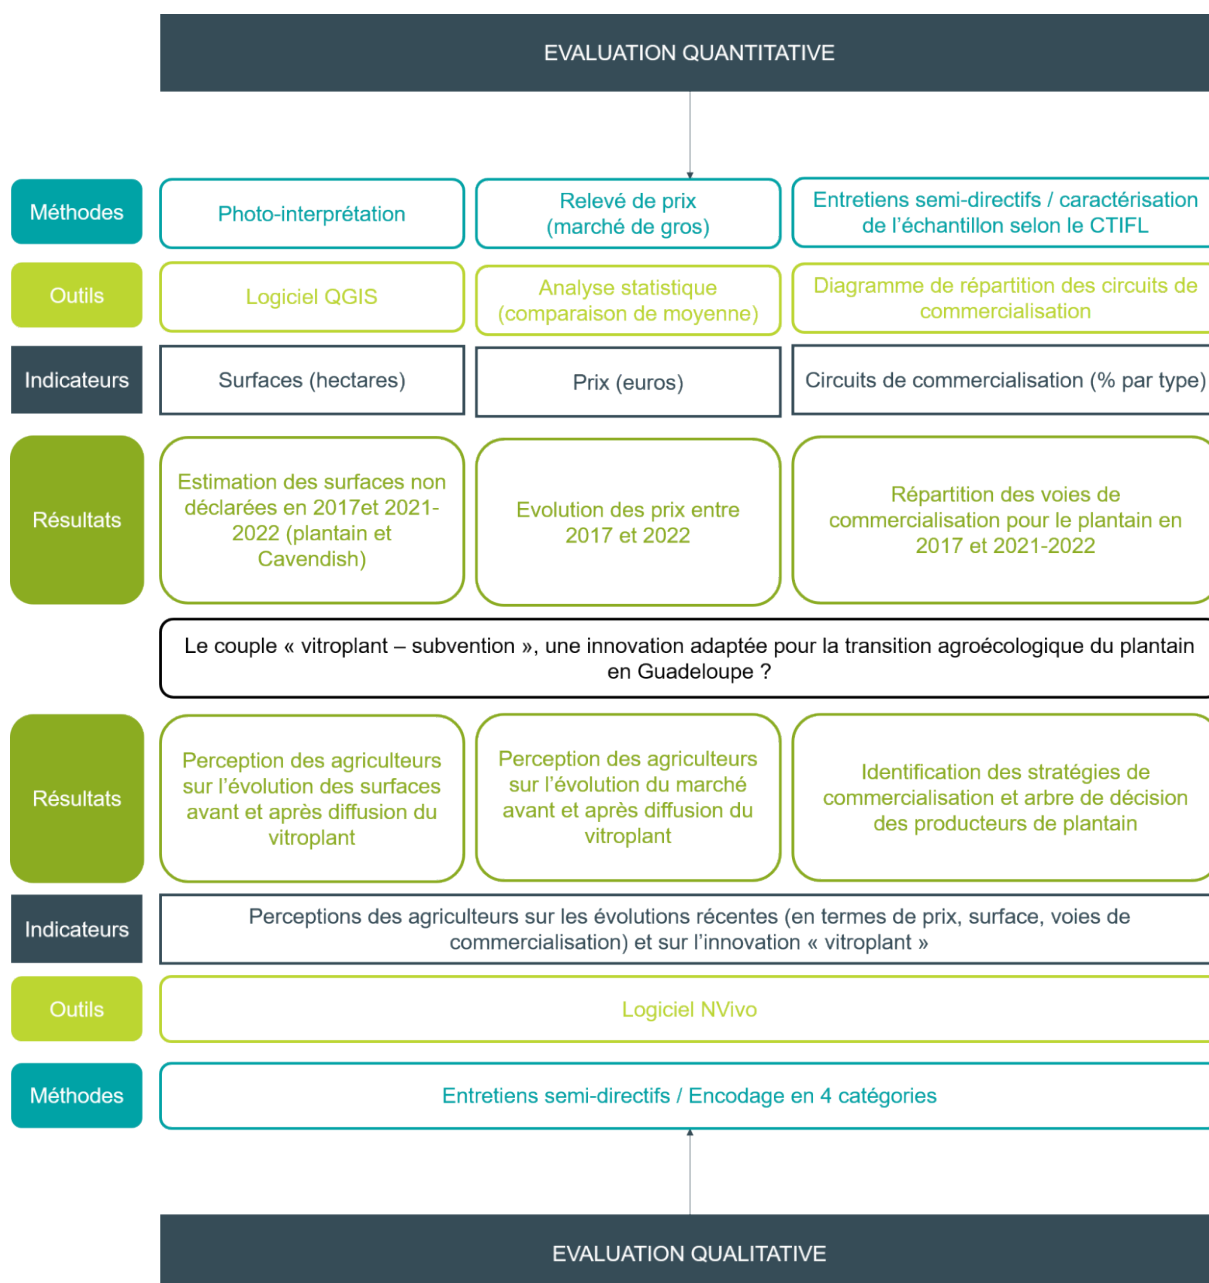 EVALUATION QUANTITATIVE
Méthodes
Photo-interprétation
Relevé de prix
(marché de gros)
Entretiens semi-directifs / caractérisation
de l'échantillon selon le CTIFL
Outils
Logiciel QGIS
Analyse statistique
(comparaison de moyenne)
Diagramme de répartition des circuits de
commercialisation
Indicateurs
Surfaces (hectares)
Prix (euros)
Circuits de commercialisation (% par type)
Résultats
Estimation des surfaces non
déclarées en 2017et 2021-
2022 (plantain et
Cavendish)
Evolution des prix entre
2017 et 2022
Répartition des voies de
commercialisation pour le plantain en
2017 et 2021-2022
Le couple « vitroplant – subvention », une innovation adaptée pour la transition agroécologique du plantain
en Guadeloupe ?
Résultats
Perception des agriculteurs
sur l'évolution des surfaces
avant et après diffusion du
vitroplant
Perception des agriculteurs
sur l'évolution du marché
avant et après diffusion du
vitroplant
Identification des stratégies de
commercialisation et arbre de décision
des producteurs de plantain
Indicateurs
Perceptions des agriculteurs sur les évolutions récentes (en termes de prix, surface, voies de
commercialisation) et sur l'innovation « vitroplant »
Outils
Logiciel NVivo
Méthodes
Entretiens semi-directifs / Encodage en 4 catégories
EVALUATION QUALITATIVE